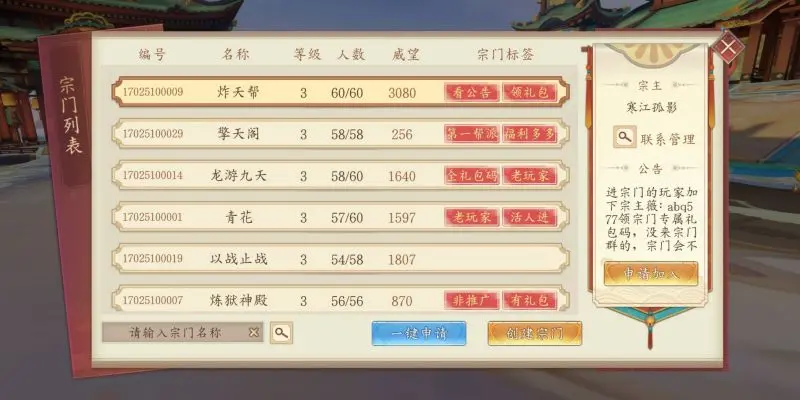 宗门列表
编号 名称 等级 人数 威望 宗门标签
17025100009 炸天帮 3 60/60 3080 看公告 领礼包
17025100029 擎天阁 3 58/58 256 第一帮派 福利多多
17025100014 龙游九天 3 58/60 1640 全礼包码 老玩家
17025100001 青花 3 57/60 1597 老玩家 活人进
17025100019 以战止战 3 54/58 1807
17025100007 炼狱神殿 3 56/56 870 非推广 有礼包
请输入宗门名称
一键申请
创建宗门
宗主
寒江孤影
联系管理
公告
进宗门的玩家加
下宗主薇：abq5
77领宗门专属礼
包码，没来宗门
群的，宗门会不
申请加入